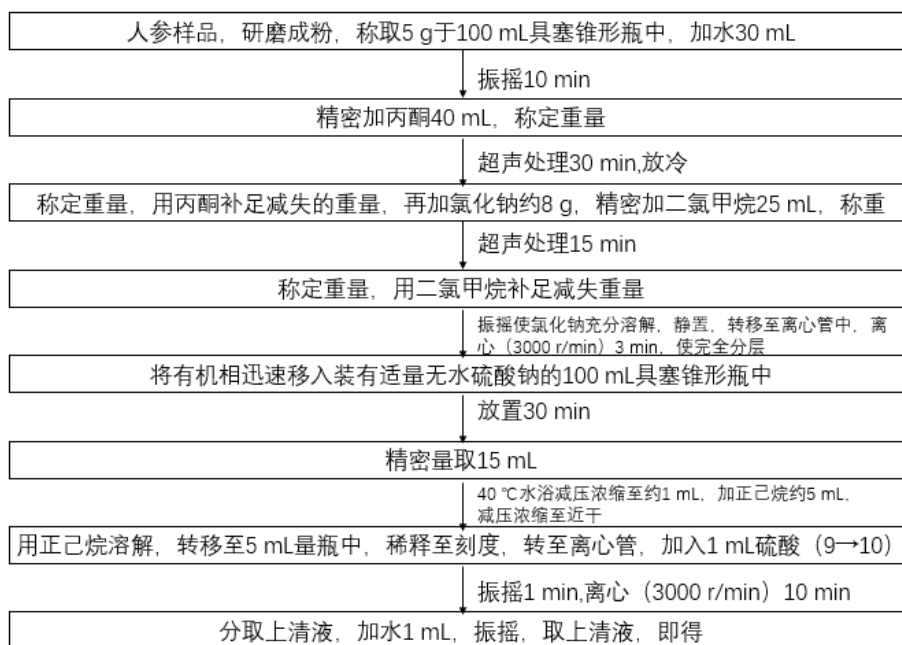 人参样品，研磨成粉，称取5 g于100 mL具塞锥形瓶中，加水30 mL
振摇10 min
精密加丙酮40 mL，称定重量
超声处理30 min,放冷
称定重量，用丙酮补足减失的重量，再加氯化钠约8 g，精密加二氯甲烷25 mL，称重
超声处理15 min
称定重量，用二氯甲烷补足减失重量
振摇使氯化钠充分溶解，静置，转移至离心管中，离
心（3000 r/min）3 min，使完全分层
将有机相迅速移入装有适量无水硫酸钠的100 mL具塞锥形瓶中
放置30 min
精密量取15 mL
40 ℃水浴减压浓缩至约1 mL，加正己烷约5 mL，
减压浓缩至近干
用正己烷溶解，转移至5 mL量瓶中，稀释至刻度，转至离心管，加入1 mL硫酸（9→10）
振摇1 min,离心（3000 r/min）10 min
分取上清液，加水1 mL，振摇，取上清液，即得